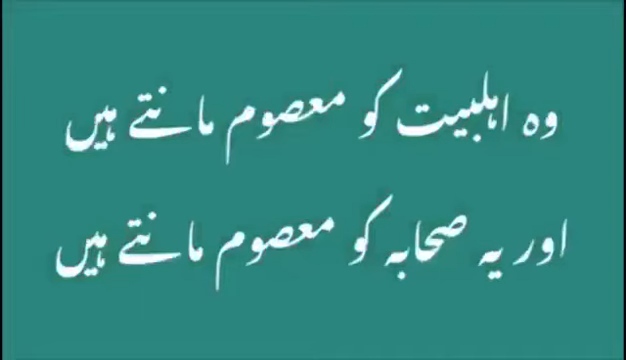 وہ اہلبیت کو معصوم مانتے ہیں
اور یہ صحابہ کو معصوم مانتے ہیں